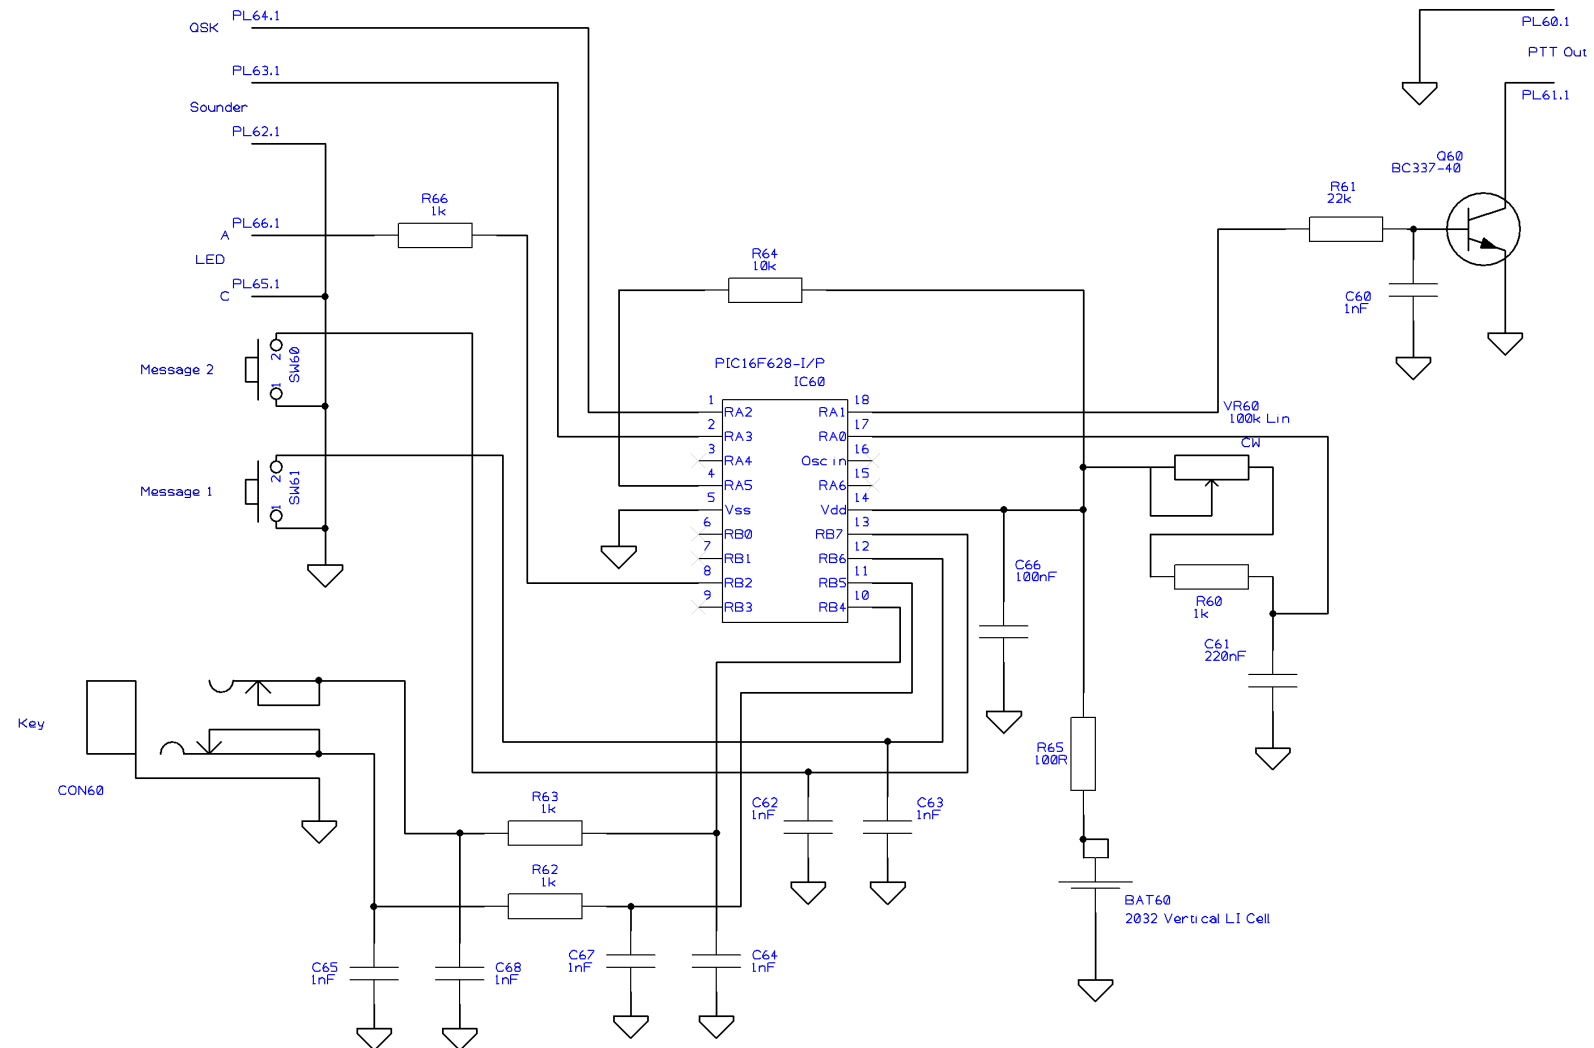 PL64.1
QSK
PL63.1
Sounder
PL62.1
PL66.1
A
LED
PL65.1
C
R66
1k
Message 2
2
1
SW60
Message 1
2
1
SW61
R64
10k
PIC16F628-I/P
IC60
1
RA2
2
RA3
3
RA4
4
RA5
5
Vss
6
RB0
7
RB1
8
RB2
9
RB3
18
RA1
17
RA0
16
Osc in
15
RA6
14
Vdd
13
RB7
12
RB6
11
RB5
10
RB4
PL60.1
PTT Out
PL61.1
Q60
BC337-40
R61
22k
C60
1nF
VR60
100k Lin
CW
R60
1k
C61
220nF
C66
100nF
R65
100R
BAT60
2032 Vertical LI Cell
Key
CON60
R63
1k
R62
1k
C62
1nF
C63
1nF
C65
1nF
C68
1nF
C67
1nF
C64
1nF